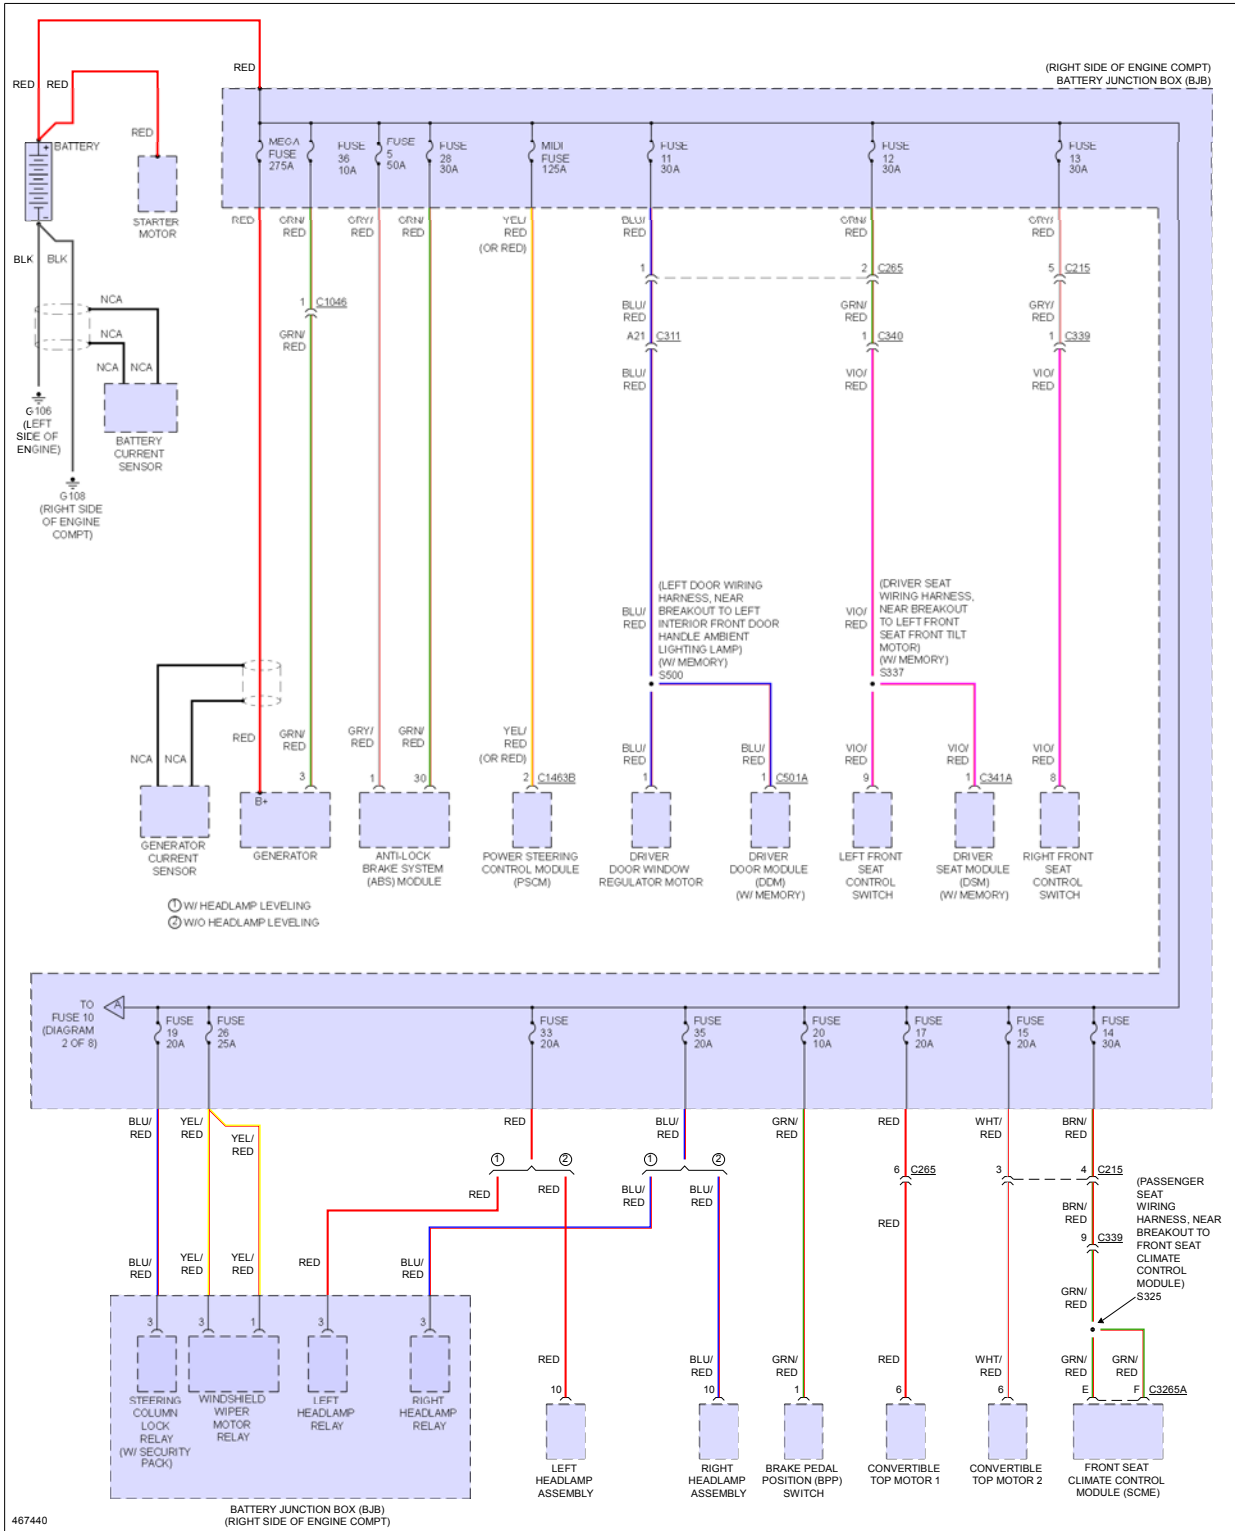 (RIGHT SIDE OF ENGINE COMPT)
BATTERY JUNCTION BOX (BJB)
RED
RED
RED
RED
BATTERY
+
-
STARTER
MOTOR
MEGA
FUSE
275A
FUSE
36
10A
FUSE
5
50A
FUSE
28
30A
MIDI
FUSE
125A
FUSE
11
30A
FUSE
12
30A
FUSE
13
30A
RED
GRN/
RED
GRY/
RED
GRN/
RED
YEL/
RED
(OR RED)
BLU/
RED
GRN/
RED
GRY/
RED
BLK
BLK
NCA
NCA
NCA
NCA
1
2
C265
5
C215
1
C1046
GRN/
RED
BLU/
RED
GRN/
RED
GRY/
RED
A21
C311
1
C340
1
C339
BLU/
RED
VIO/
RED
VIO/
RED
G106
(LEFT
SIDE OF
ENGINE)
BATTERY
CURRENT
SENSOR
G108
(RIGHT SIDE
OF ENGINE
COMPT)
(LEFT DOOR WIRING
HARNESS, NEAR
BREAKOUT TO LEFT
INTERIOR FRONT DOOR
HANDLE AMBIENT
LIGHTING LAMP)
(W/ MEMORY)
S500
(DRIVER SEAT
WIRING HARNESS,
NEAR BREAKOUT
TO LEFT FRONT
SEAT FRONT TILT
MOTOR)
(W/ MEMORY)
S337
BLU/
RED
VIO/
RED
NCA
NCA
RED
GRN/
RED
GRY/
RED
GRN/
RED
YEL/
RED
(OR RED)
BLU/
RED
BLU/
RED
VIO/
RED
VIO/
RED
VIO/
RED
3
1
30
2
C1463B
1
1
C501A
9
1
C341A
8
B+
GENERATOR
CURRENT
SENSOR
GENERATOR
ANTI-LOCK
BRAKE SYSTEM
(ABS) MODULE
POWER STEERING
CONTROL MODULE
(PSCM)
DRIVER
DOOR WINDOW
REGULATOR MOTOR
DRIVER
DOOR MODULE
(DDM)
(W/ MEMORY)
LEFT FRONT
SEAT
CONTROL
SWITCH
DRIVER
SEAT MODULE
(DSM)
(W/ MEMORY)
RIGHT FRONT
SEAT
CONTROL
SWITCH
1 W/ HEADLAMP LEVELING
2 W/O HEADLAMP LEVELING
TO
FUSE 10
(DIAGRAM
2 OF 8)
A
FUSE
19
20A
FUSE
26
25A
FUSE
33
20A
FUSE
35
20A
FUSE
20
10A
FUSE
17
20A
FUSE
15
20A
FUSE
14
30A
BLU/
RED
YEL/
RED
YEL/
RED
RED
BLU/
RED
GRN/
RED
RED
WHT/
RED
BRN/
RED
1
2
1
2
RED
RED
BLU/
RED
BLU/
RED
6
C265
3
4
C215
RED
BRN/
RED
9
C339
(PASSENGER
SEAT
WIRING
HARNESS, NEAR
BREAKOUT TO
FRONT SEAT
CLIMATE
CONTROL
MODULE)
S325
BLU/
RED
YEL/
RED
YEL/
RED
RED
BLU/
RED
GRN/
RED
3
3
1
3
3
STEERING
COLUMN
LOCK
RELAY
(W/ SECURITY
PACK)
WINDSHIELD
WIPER
MOTOR
RELAY
LEFT
HEADLAMP
RELAY
RIGHT
HEADLAMP
RELAY
RED
BLU/
RED
GRN/
RED
RED
WHT/
RED
GRN/
RED
GRN/
RED
10
10
1
6
6
E
F
C3265A
LEFT
HEADLAMP
ASSEMBLY
RIGHT
HEADLAMP
ASSEMBLY
BRAKE PEDAL
POSITION (BPP)
SWITCH
CONVERTIBLE
TOP MOTOR 1
CONVERTIBLE
TOP MOTOR 2
FRONT SEAT
CLIMATE CONTROL
MODULE (SCME)
BATTERY JUNCTION BOX (BJB)
(RIGHT SIDE OF ENGINE COMPT)
467440